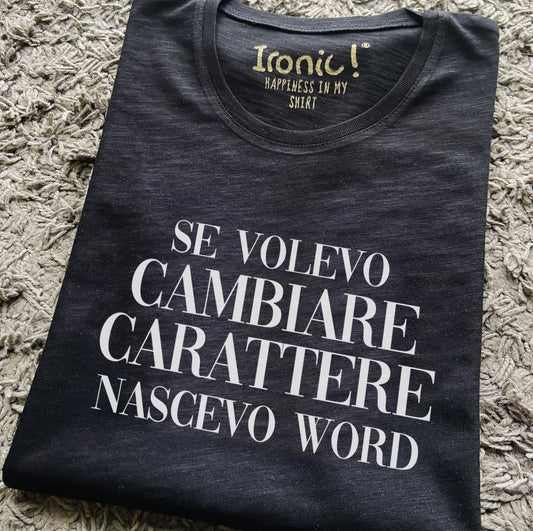 Ironic!
HAPPINESS IN MY
SHIRT
SE VOLEVO
CAMBIARE
CARATTERE
NASCEVO WORD